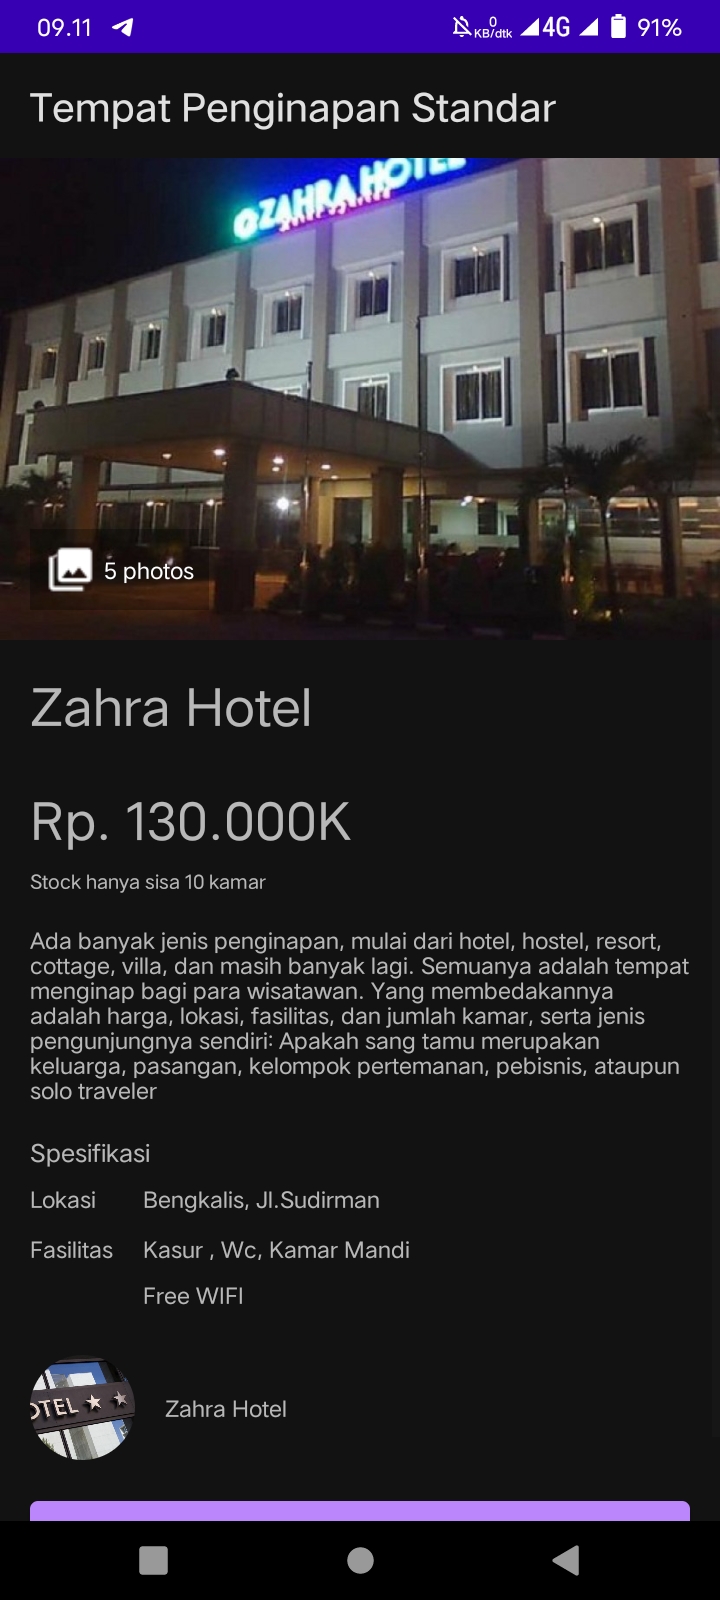 09.11
0
KB/dtk
4G
91%
Tempat Penginapan Standar
ZAHRA HOTEL
5 photos
Zahra Hotel
Rp. 130.000K
Stock hanya sisa 10 kamar
Ada banyak jenis penginapan, mulai dari hotel, hostel, resort,
cottage, villa, dan masih banyak lagi. Semuanya adalah tempat
menginap bagi para wisatawan. Yang membedakannya
adalah harga, lokasi, fasilitas, dan jumlah kamar, serta jenis
pengunjungnya sendiri: Apakah sang tamu merupakan
keluarga, pasangan, kelompok pertemanan, pebisnis, ataupun
solo traveler
Spesifikasi
Lokasi Bengkalis, Jl.Sudirman
Fasilitas Kasur , Wc, Kamar Mandi
Free WIFI
OTEL
Zahra Hotel